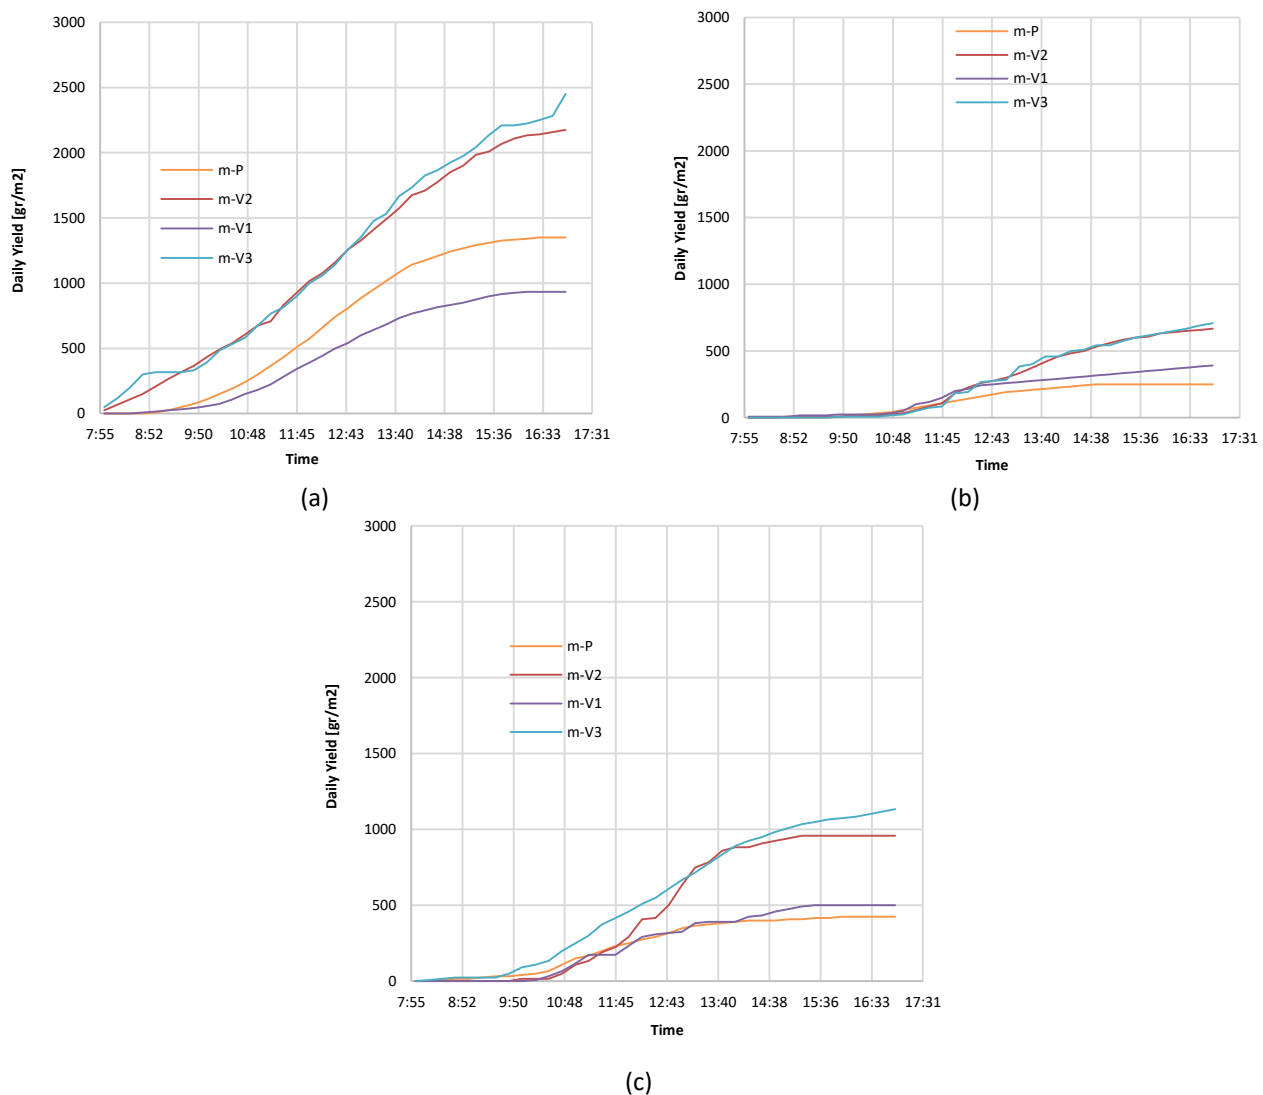 3000
2500
2000
1500
1000
500
0
Daily Yield [gr/m2]
m-P
m-V2
m-V1
m-V3
7:55 8:52 9:50 10:48 11:45 12:43 13:40 14:38 15:36 16:33 17:31
Time
(a)
3000
2500
2000
1500
1000
500
0
Daily Yield [gr/m2]
m-P
m-V2
m-V1
m-V3
7:55 8:52 9:50 10:48 11:45 12:43 13:40 14:38 15:36 16:33 17:31
Time
(b)
3000
2500
2000
1500
1000
500
0
Daily Yield [gr/m2]
m-P
m-V2
m-V1
m-V3
7:55 8:52 9:50 10:48 11:45 12:43 13:40 14:38 15:36 16:33 17:31
Time
(c)